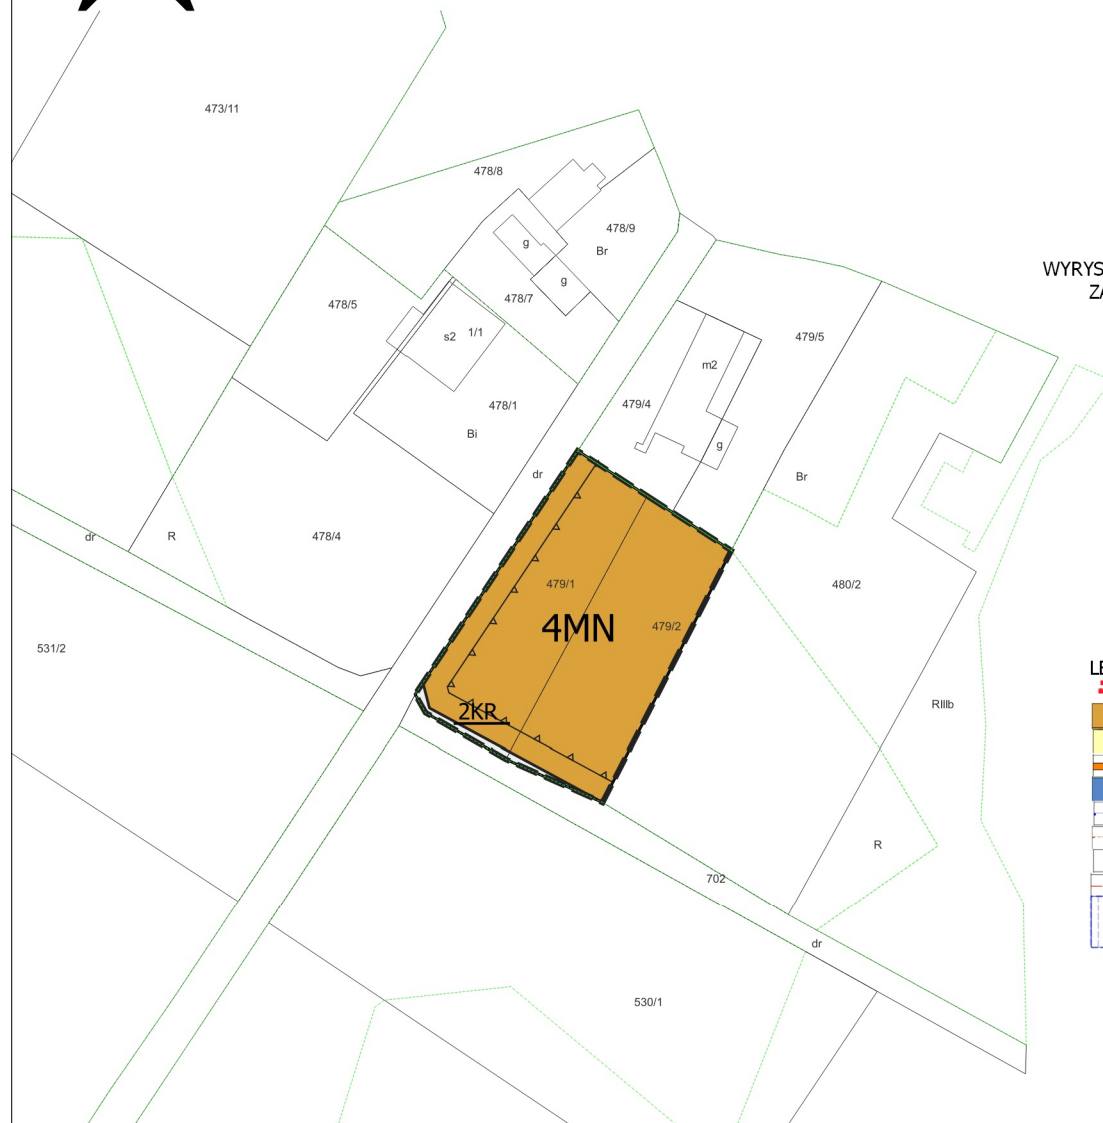 473/11
478/8
478/9
Br
g
g
478/7
WYRYS
ZA
478/5
s2
1/1
479/5
m2
479/4
478/1
Bi
g
dr
Br
dr
R
478/4
479/1
480/2
4MN
479/2
531/2
LE
RIIIb
2KR
R
702
dr
530/1